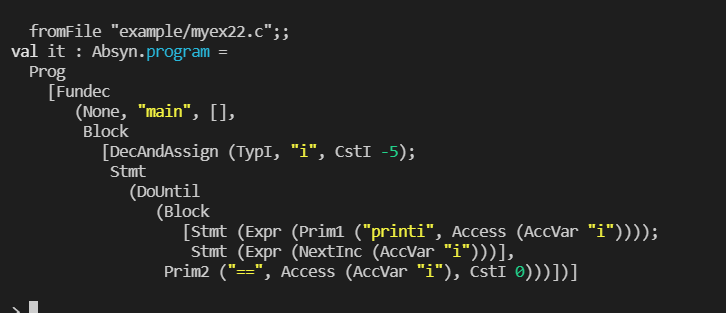 fromFile "example/myex22.c";;
val it : Absyn.program =
  Prog
    [Fundec
       (None, "main", [],
        Block
          [DecAndAssign (TypI, "i", CstI -5);
           Stmt
             (DoUntil
                (Block
                   [Stmt (Expr (Prim1 ("printi", Access (AccVar "i"))));
                    Stmt (Expr (NextInc (AccVar "i")))],
                 Prim2 ("==", Access (AccVar "i"), CstI 0)))])]
>